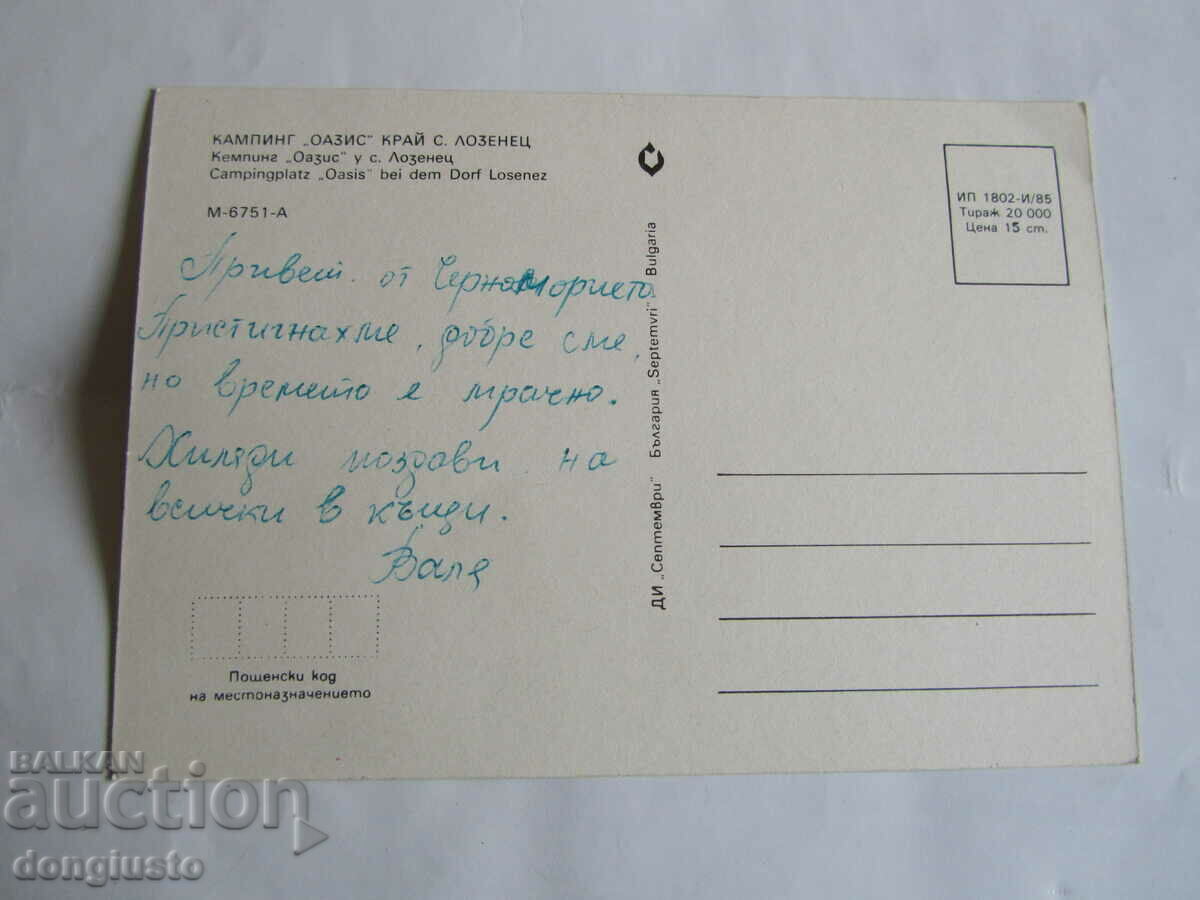 КАМПИНГ „ОАЗИС" КРАЙ С. ЛОЗЕНЕЦ
Кемпинг „Оазис" у с. Лозенец
Campingplatz „Oasis" bei dem Dorf Losenez
М-6751-А
Привет от Черномориета
Пристигнахме, добре сме,
но времето е мрачно.
Хиляди поздрави на
всички в къщи.
Валя
Пощенски код
на местоназначението
ДИ „Септември" България „Septemvri" Bulgaria
ИП 1802-И/85
Тираж 20 000
Цена 15 ст.
BALKAN
auction
dongiusto